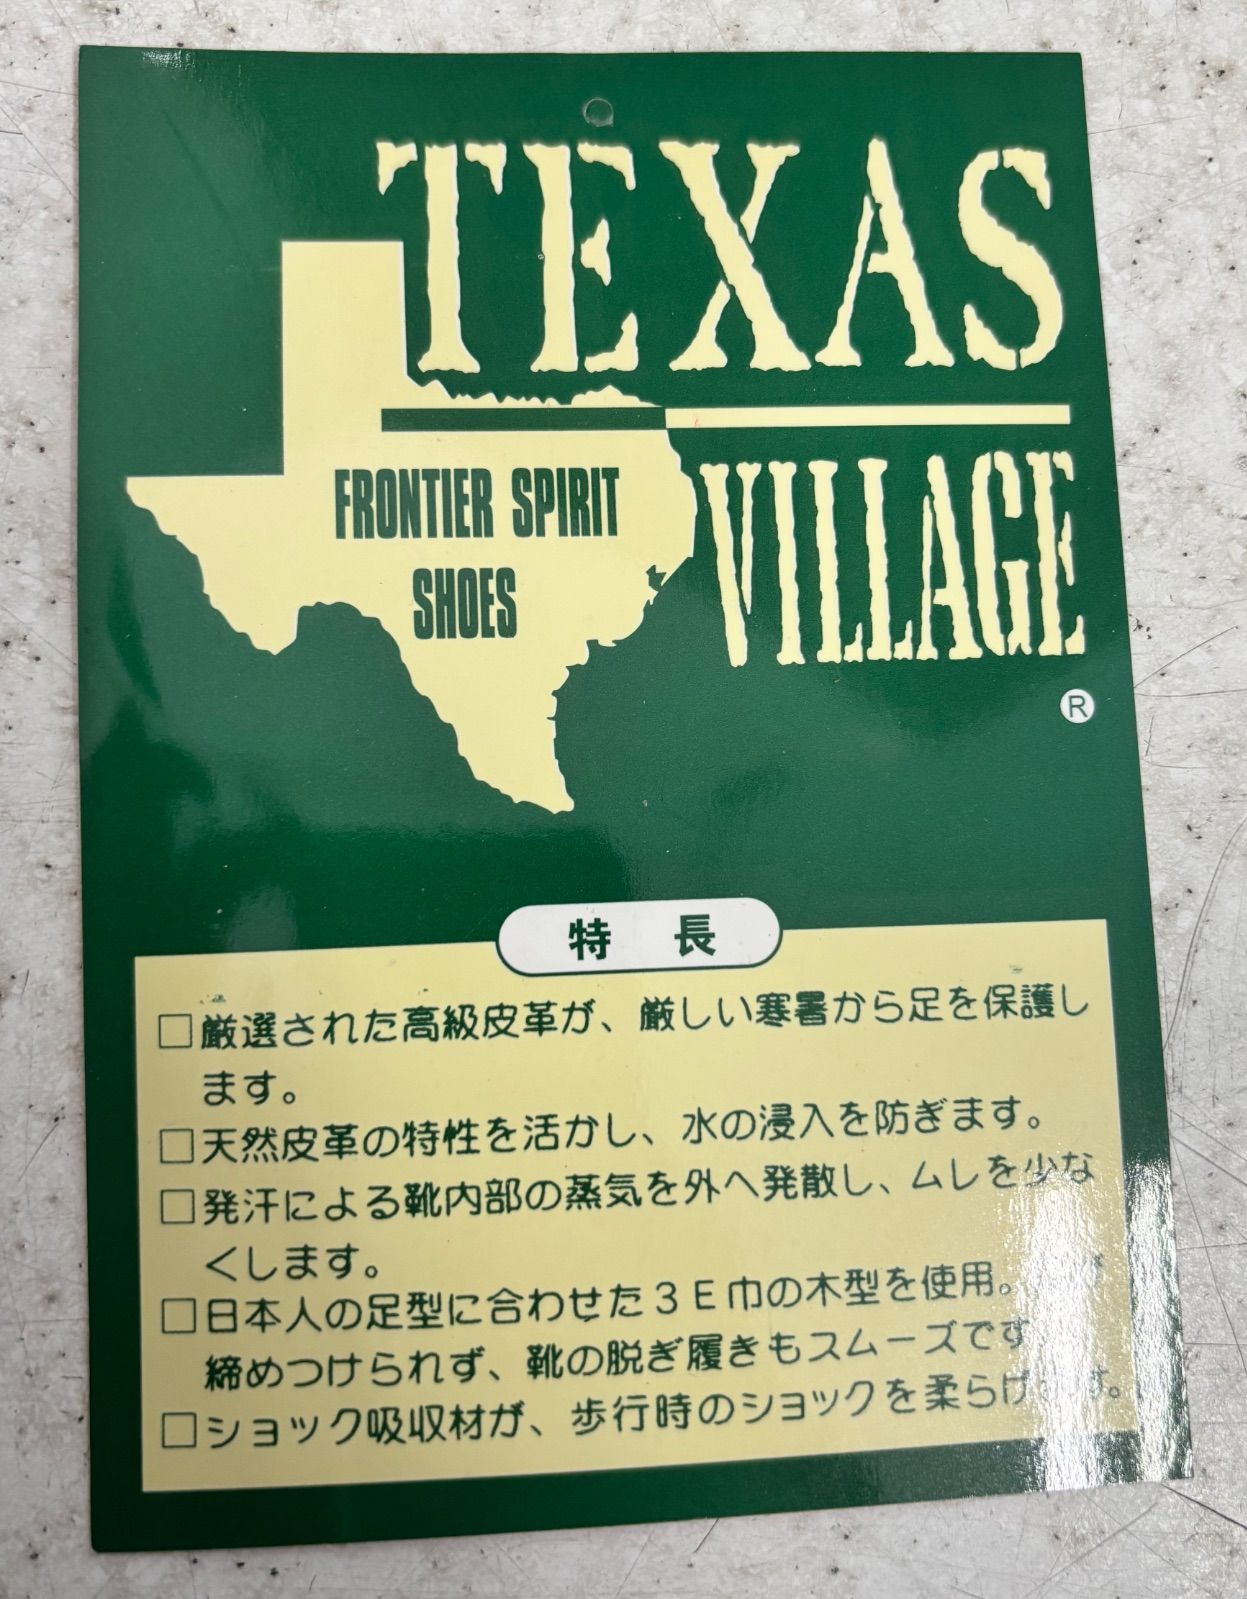 TEXAS
VILLAGE
®
FRONTIER SPIRIT
SHOES
特長
□厳選された高級皮革が、厳しい寒暑から足を保護し
ます。
□天然皮革の特性を活かし、水の浸入を防ぎます。
□発汗による靴内部の蒸気を外へ発散し、ムレを少な
くします。
□日本人の足型に合わせた3E巾の木型を使用。
締めつけられず、靴の脱ぎ履きもスムーズです
□ショック吸収材が、歩行時のショックを柔らげます。